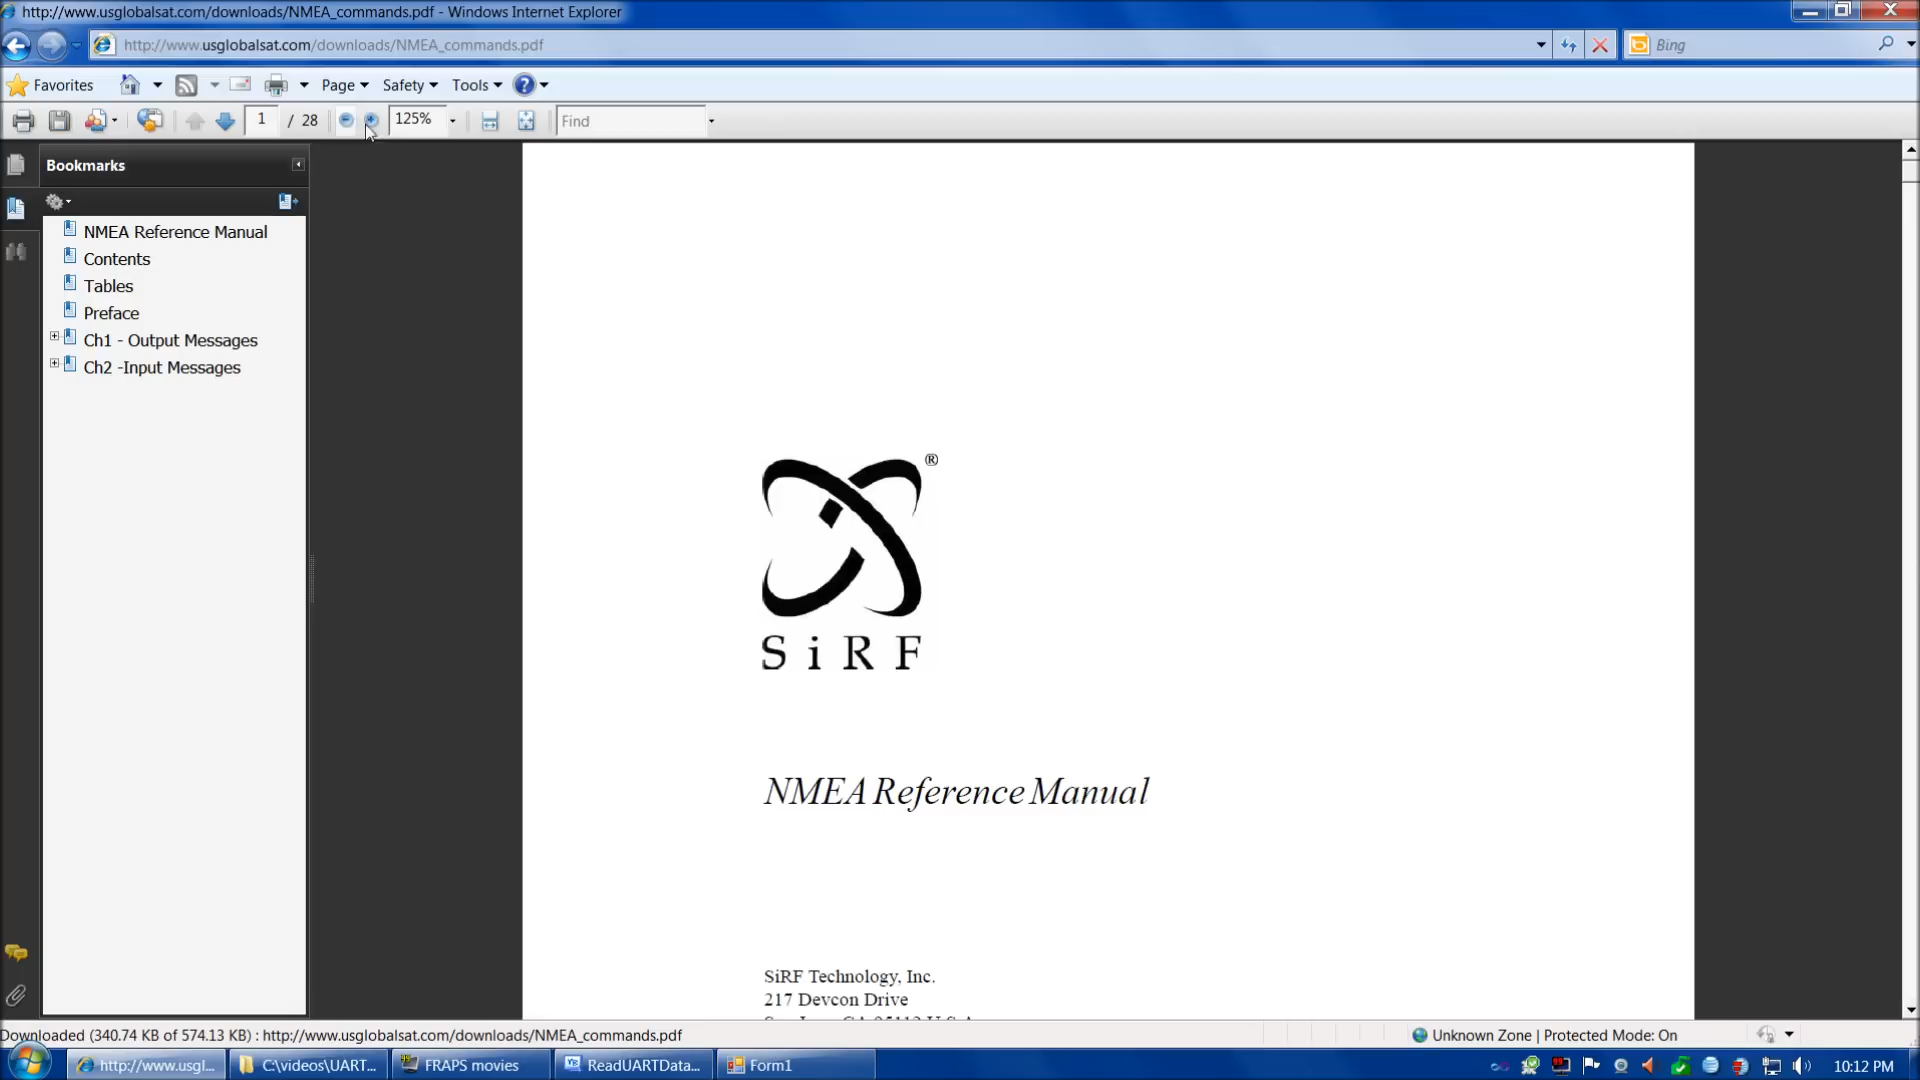 http://www.usglobalsat.com/downloads/NMEA_commands.pdf - Windows Internet Explorer
http://www.usglobalsat.com/downloads/NMEA_commands.pdf
Bing
Favorites Page Safety Tools
1 / 28 125% Find
Bookmarks
NMEA Reference Manual
Contents
Tables
Preface
Ch1 - Output Messages
Ch2 -Input Messages
®
SiRF
NMEA Reference Manual
SiRF Technology, Inc.
217 Devcon Drive
Downloaded (340.74 KB of 574.13 KB) : http://www.usglobalsat.com/downloads/NMEA_commands.pdf
Unknown Zone | Protected Mode: On
http://www.usgl... C:\videos\UART... FRAPS movies ReadUARTData... Form1
10:12 PM